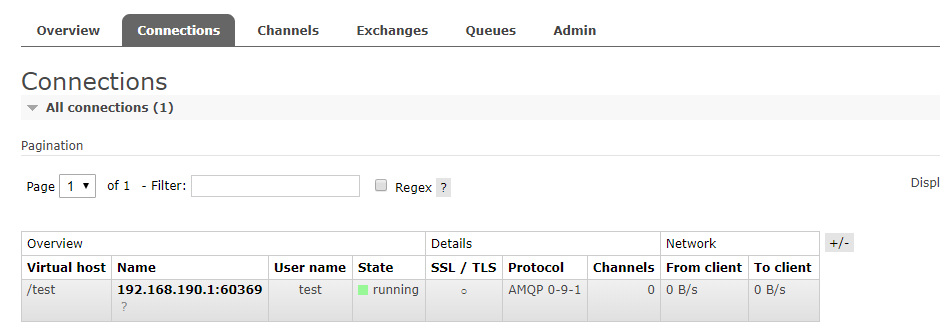 Overview Connections Channels Exchanges Queues Admin
Connections
All connections (1)
Pagination
Page 1 of 1 - Filter: Regex ?
Displ
Overview Details Network +/-
Virtual host Name User name State SSL / TLS Protocol Channels From client To client
/test 192.168.190.1:60369 test running ○ AMQP 0-9-1 0 0 B/s 0 B/s
?